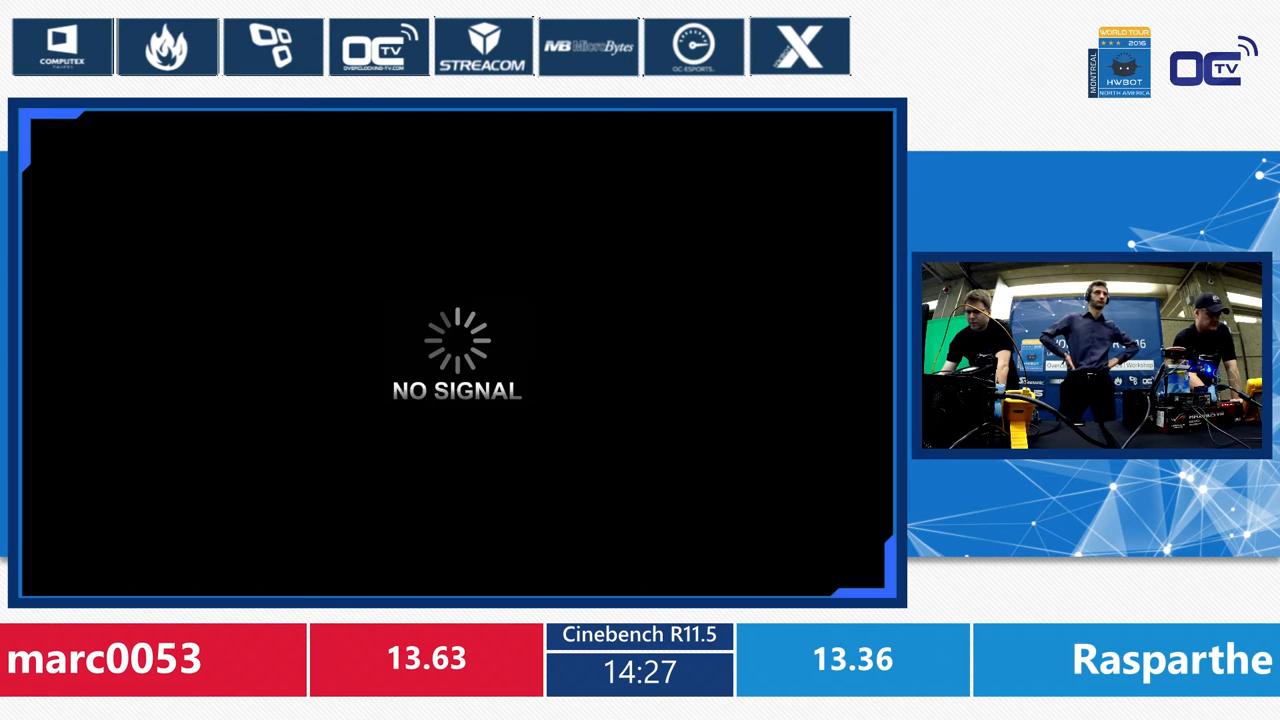 COMPUTEX
TAIPEI
OC TV
OVERCLOCKING-TV.COM
STREACOM
MB MicroBytes
OC-ESPORTS
X
WORLD TOUR
2016
MONTREAL
HWBOT
NORTH AMERICA
OC TV
NO SIGNAL
marc0053
13.63
Cinebench R11.5
14:27
13.36
Rasparthe